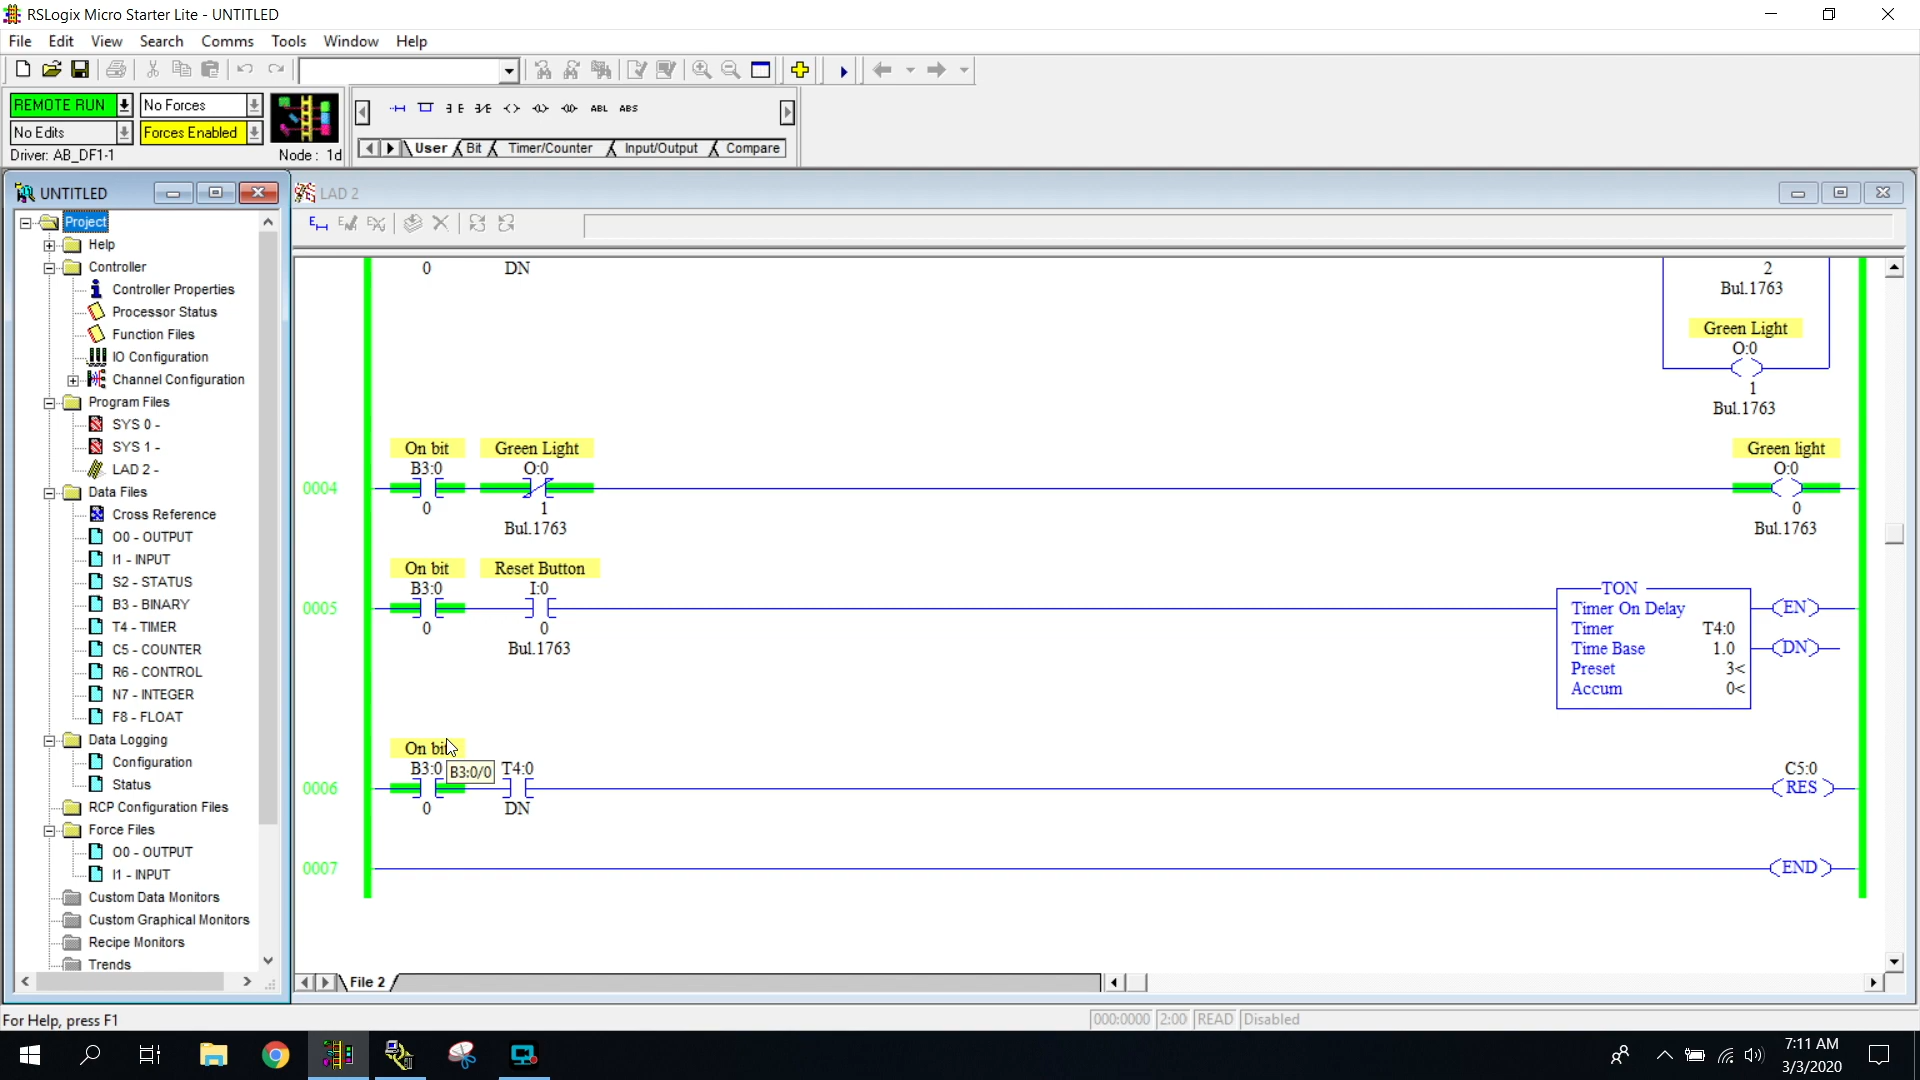 RSLogix Micro Starter Lite - UNTITLED
File Edit View Search Comms Tools Window Help
REMOTE RUN No Forces
No Edits Forces Enabled
Driver: AB_DF1-1 Node : 1d
ABL ABS
User Bit Timer/Counter Input/Output Compare
UNTITLED
Project
Help
Controller
Controller Properties
Processor Status
Function Files
IO Configuration
Channel Configuration
Program Files
SYS 0 -
SYS 1 -
LAD 2 -
Data Files
Cross Reference
O0 - OUTPUT
I1 - INPUT
S2 - STATUS
B3 - BINARY
T4 - TIMER
C5 - COUNTER
R6 - CONTROL
N7 - INTEGER
F8 - FLOAT
Data Logging
Configuration
Status
RCP Configuration Files
Force Files
O0 - OUTPUT
I1 - INPUT
Custom Data Monitors
Custom Graphical Monitors
Recipe Monitors
Trends
LAD 2
0 DN 2
Bul.1763
Green Light
O:0
1
Bul.1763
On bit Green Light Green light
B3:0 O:0 O:0
0004
0 1 0
Bul.1763 Bul.1763
On bit Reset Button
B3:0 I:0
0005
0 0
Bul.1763
TON
Timer On Delay
Timer T4:0
Time Base 1.0
Preset 3<
Accum 0<
EN
DN
On bit
B3:0 B3:0/0 T4:0 C5:0
0006 RES
0 DN
0007 END
File 2
For Help, press F1 000:0000 2:00 READ Disabled
7:11 AM
3/3/2020